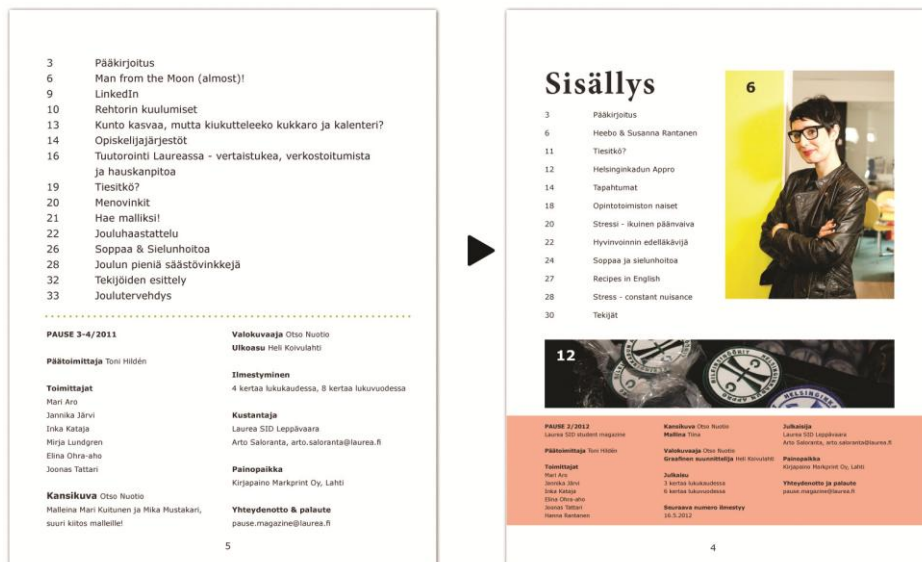 3 Pääkirjoitus
6 Man from the Moon (almost)!
9 LinkedIn
10 Rehtorin kuulumiset
13 Kunto kasvaa, mutta kiukutteleeko kukkaro ja kalenteri?
14 Opiskelijajärjestöt
16 Tuutorointi Laureassa - vertaistukea, verkostoitumista
ja hauskanpitoa
19 Tiesitkö?
20 Menovinkit
21 Hae malliksi!
22 Jouluhaastattelu
26 Soppaa & Sielunhoitoa
28 Joulun pieniä säästövinkkejä
32 Tekijöiden esittely
33 Joulutervehdys
PAUSE 3-4/2011
Päätoimittaja Toni Hildén
Toimittajat
Mari Aro
Jannika Järvi
Inka Kataja
Mirja Lundgren
Elina Ohra-aho
Joonas Tattari
Kansikuva Otso Nuotio
Malleina Mari Kuitunen ja Mika Mustakari,
suuri kiitos malleille!
Valokuvaaja Otso Nuotio
Ulkoasu Heli Koivulahti
Ilmestyminen
4 kertaa lukukaudessa, 8 kertaa lukuvuodessa
Kustantaja
Laurea SID Leppävaara
Arto Saloranta, arto.saloranta@laurea.fi
Painopaikka
Kirjapaino Markprint Oy, Lahti
Yhteydenotto & palaute
pause.magazine@laurea.fi
5
Sisällys
3 Pääkirjoitus
6 Heebo & Susanna Rantanen
11 Tiesitkö?
12 Helsinginkadun Appro
14 Tapahtumat
18 Opintotoimiston naiset
20 Stressi - ikuinen päänvaiva
22 Hyvinvoinnin edelläkävijä
24 Soppaa ja sielunhoitoa
27 Recipes in English
28 Stress - constant nuisance
30 Tekijät
6
12
PAUSE 2/2012
Laurea SID student magazine
Päätoimittaja Toni Hildén
Toimittajat
Mari Aro
Jannika Järvi
Inka Kataja
Elina Ohra-aho
Joonas Tattari
Hanna Rantanen
Kansikuva Otso Nuotio
Mallina Tiina
Valokuvaaja Otso Nuotio
Graafinen suunnittelija Heli Koivulahti
Julkaisu
3 kertaa lukukaudessa
6 kertaa lukuvuodessa
Seuraava numero ilmestyy
16.5.2012
Julkaisija
Laurea SID Leppävaara
Arto Saloranta, arto.saloranta@laurea.fi
Painopaikka
Kirjapaino Markprint Oy, Lahti
Yhteydenotto ja palaute
pause.magazine@laurea.fi
4